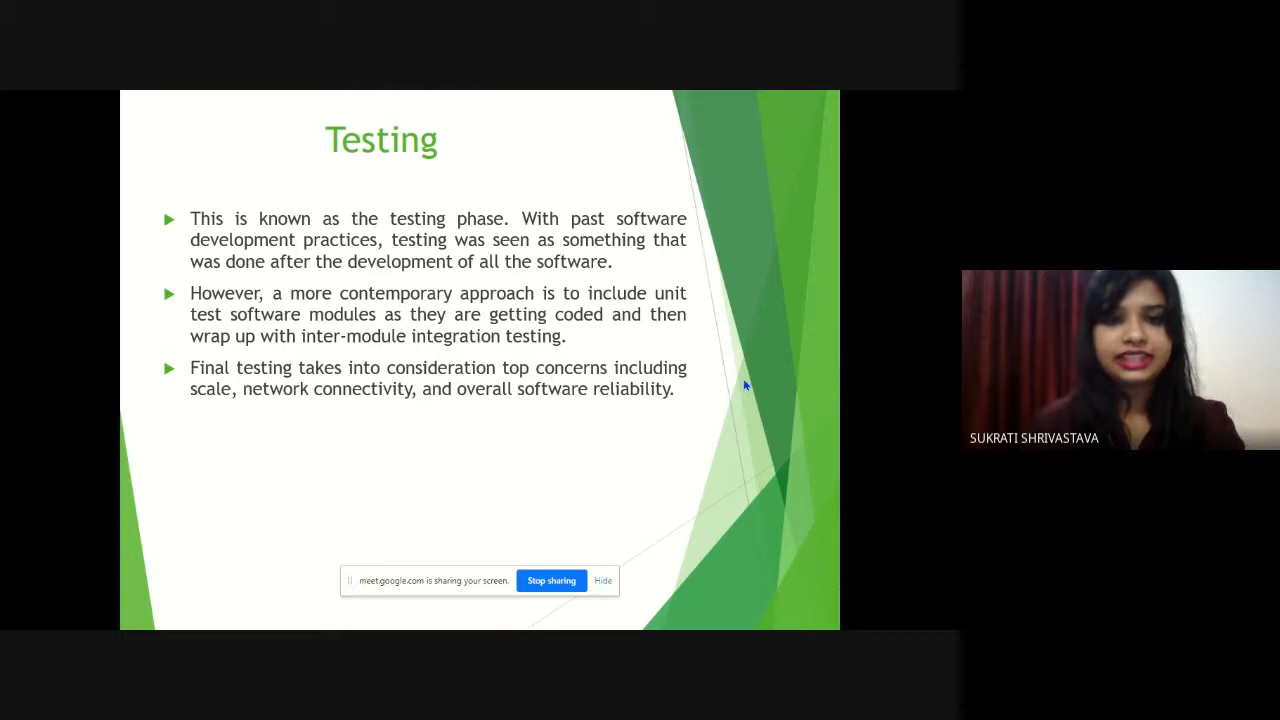 Testing
This is known as the testing phase. With past software
development practices, testing was seen as something that
was done after the development of all the software.
However, a more contemporary approach is to include unit
test software modules as they are getting coded and then
wrap up with inter-module integration testing.
Final testing takes into consideration top concerns including
scale, network connectivity, and overall software reliability.
SUKRATI SHRIVASTAVA
meet.google.com is sharing your screen. Stop sharing Hide